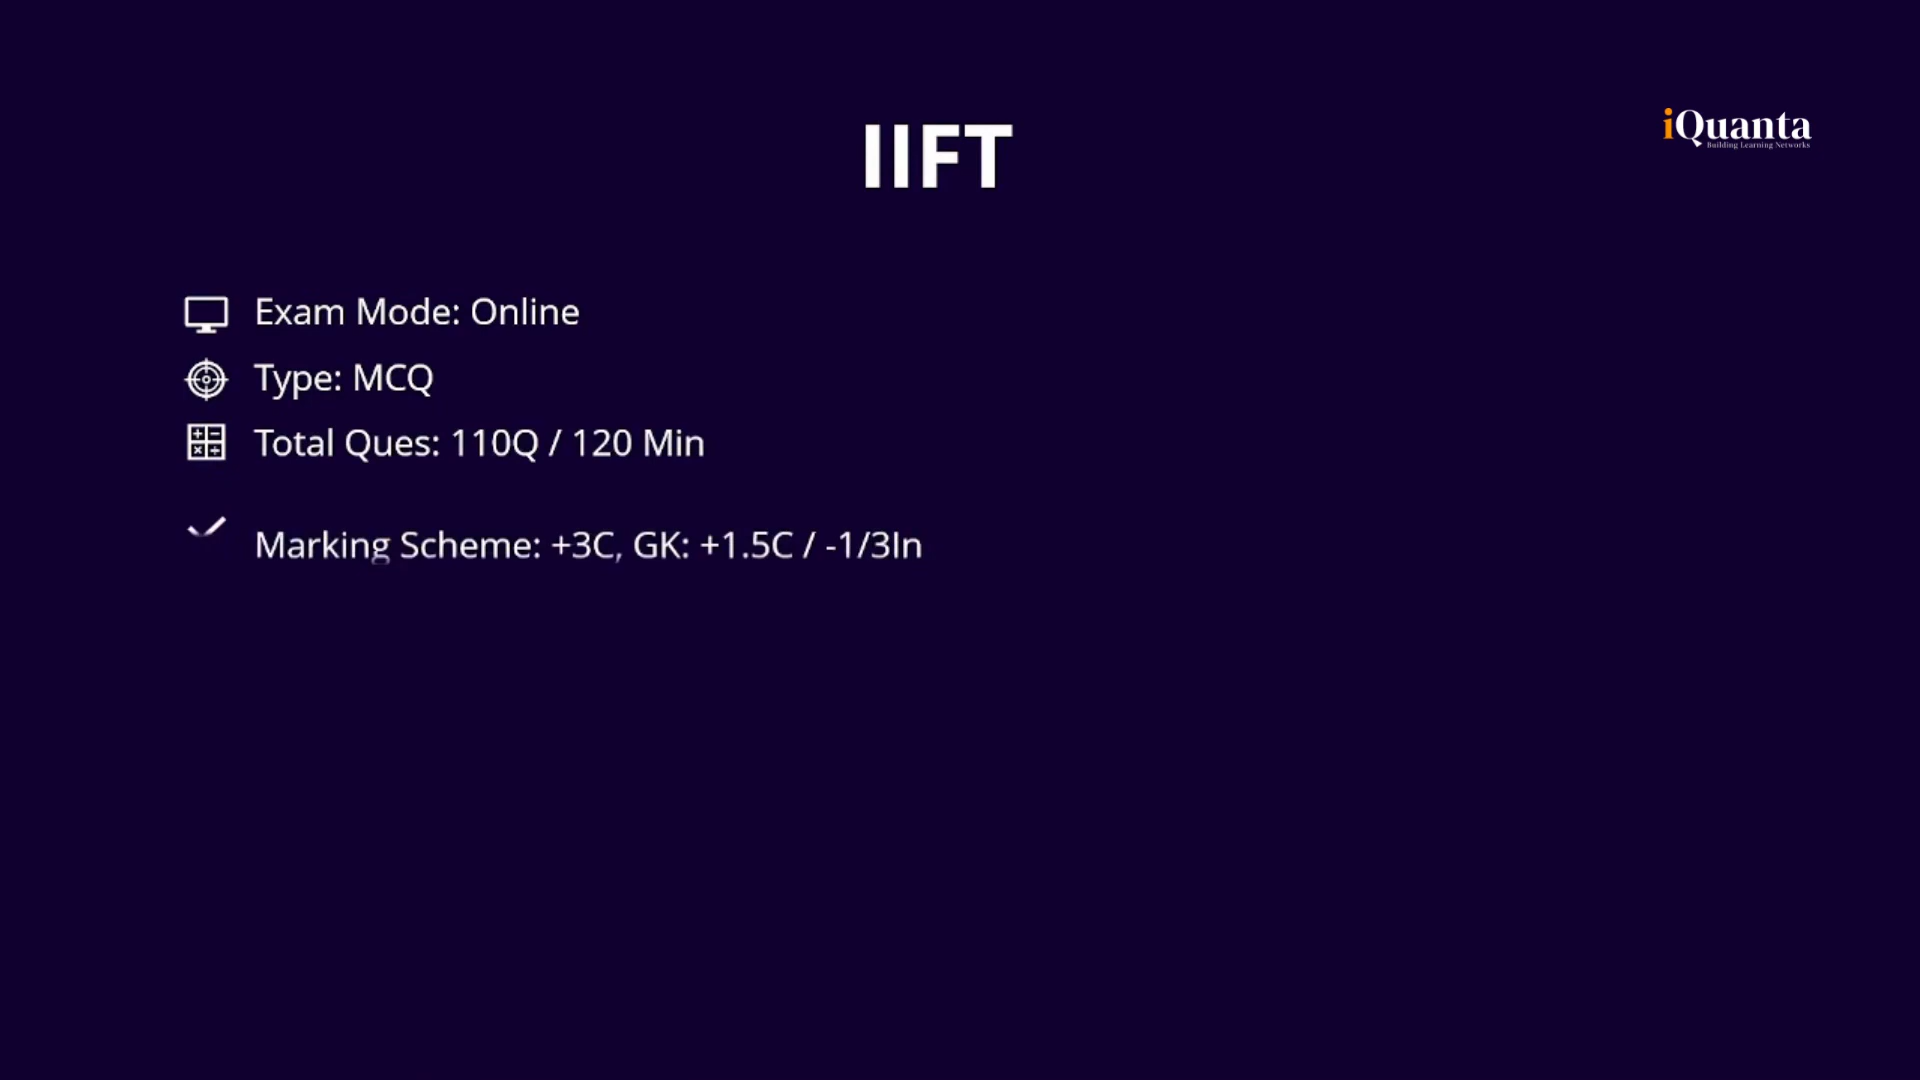 IIFT
iQuanta
Building Learning Networks
Exam Mode: Online
Type: MCQ
Total Ques: 110Q / 120 Min
Marking Scheme: +3C, GK: +1.5C / -1/3In